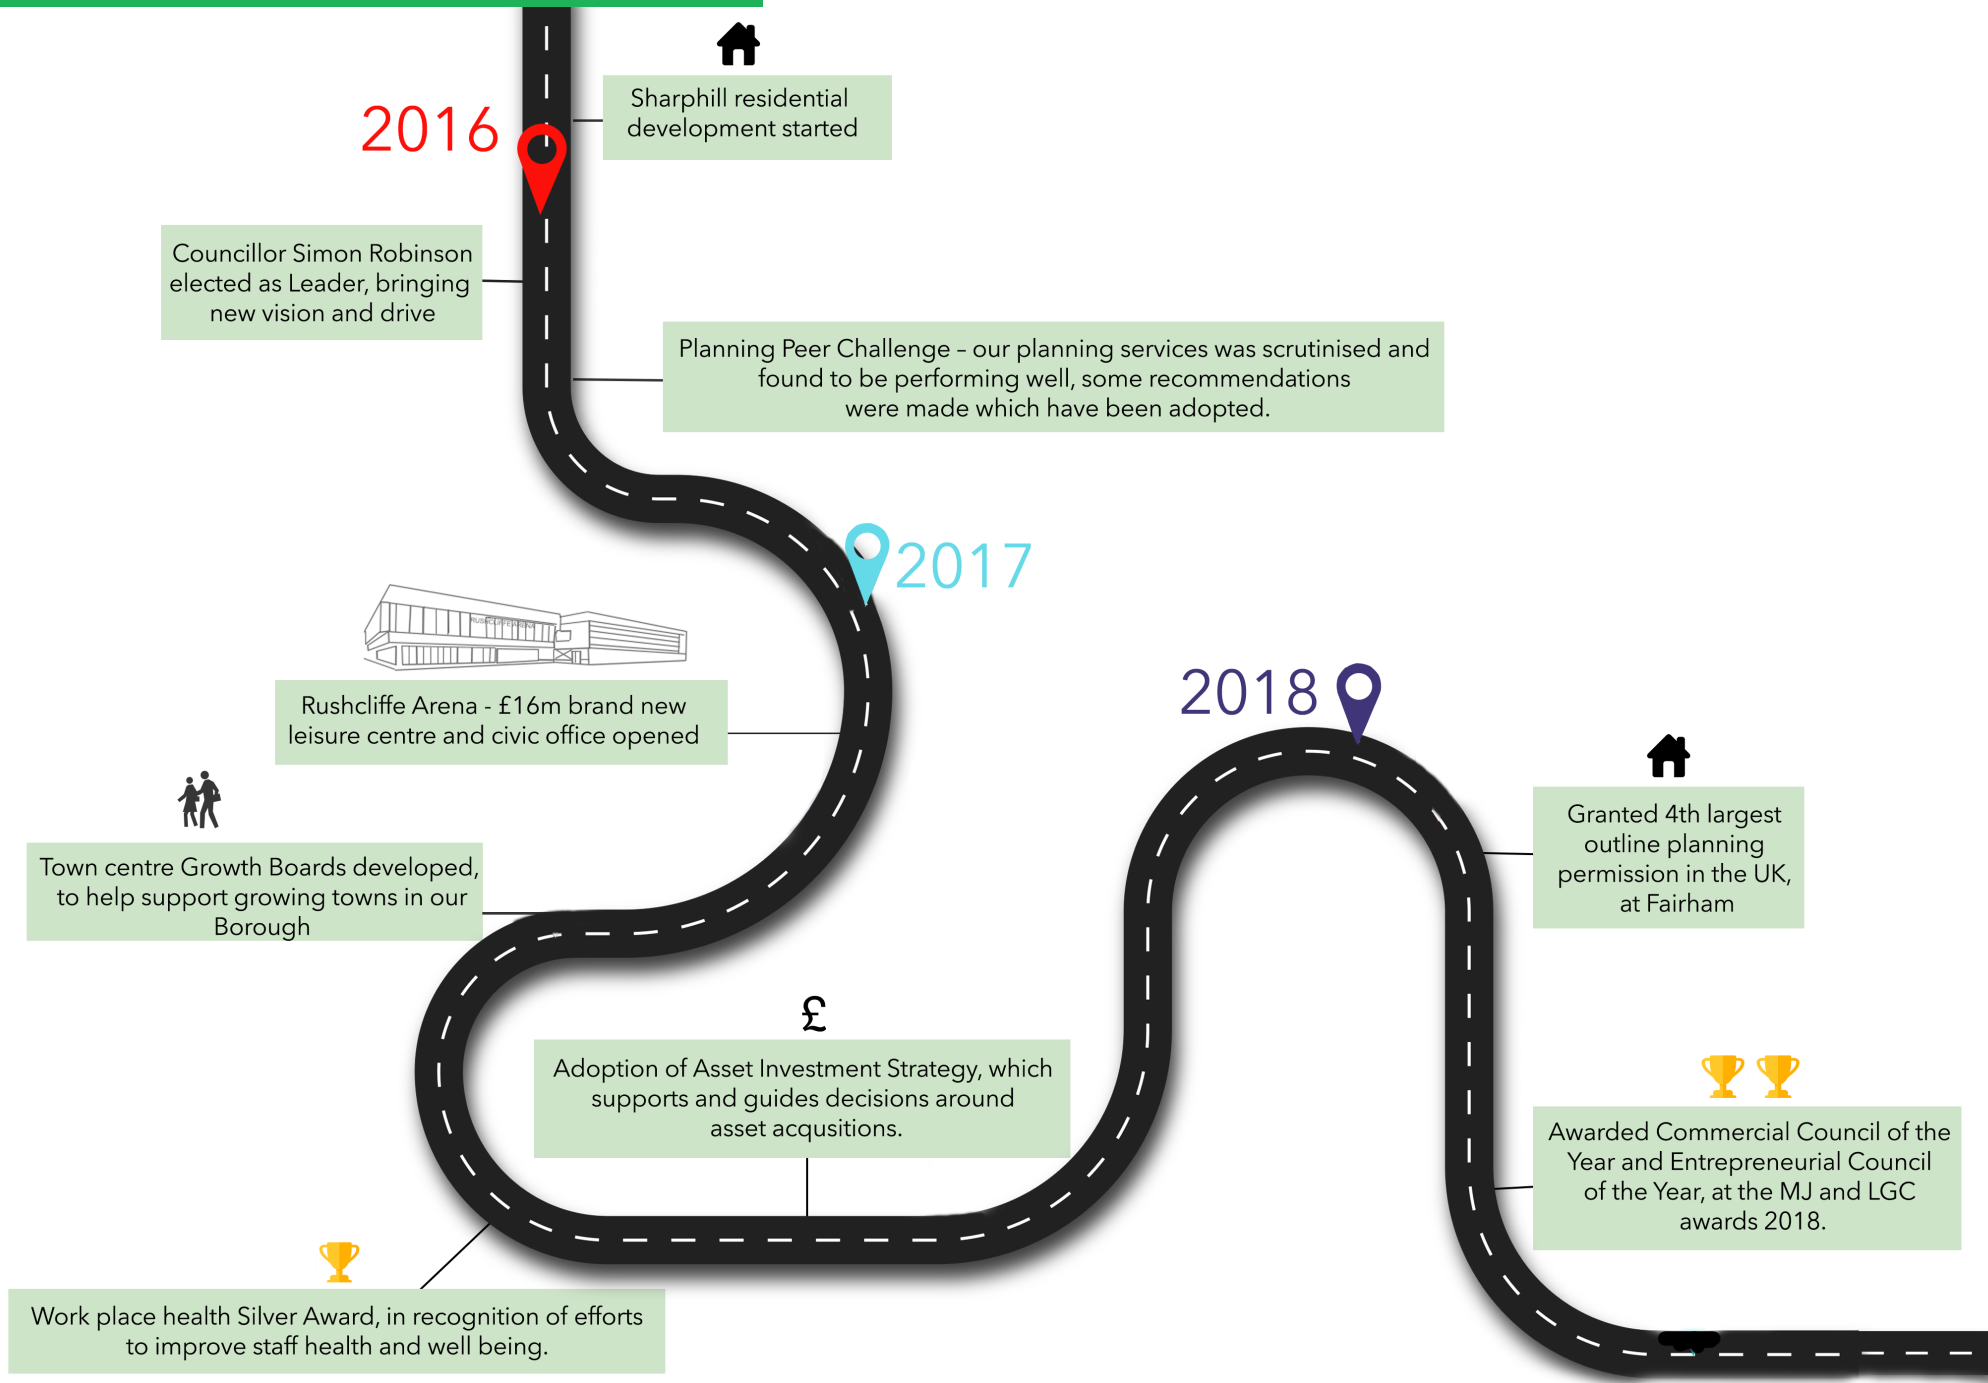 Sharphill residential
development started
2016
Councillor Simon Robinson
elected as Leader, bringing
new vision and drive
Planning Peer Challenge – our planning services was scrutinised and
found to be performing well, some recommendations
were made which have been adopted.
2017
RUSHCLIFFE ARENA
Rushcliffe Arena - £16m brand new
leisure centre and civic office opened
Town centre Growth Boards developed,
to help support growing towns in our
Borough
£
Adoption of Asset Investment Strategy, which
supports and guides decisions around
asset acqusitions.
Work place health Silver Award, in recognition of efforts
to improve staff health and well being.
2018
Granted 4th largest
outline planning
permission in the UK,
at Fairham
Awarded Commercial Council of the
Year and Entrepreneurial Council
of the Year, at the MJ and LGC
awards 2018.